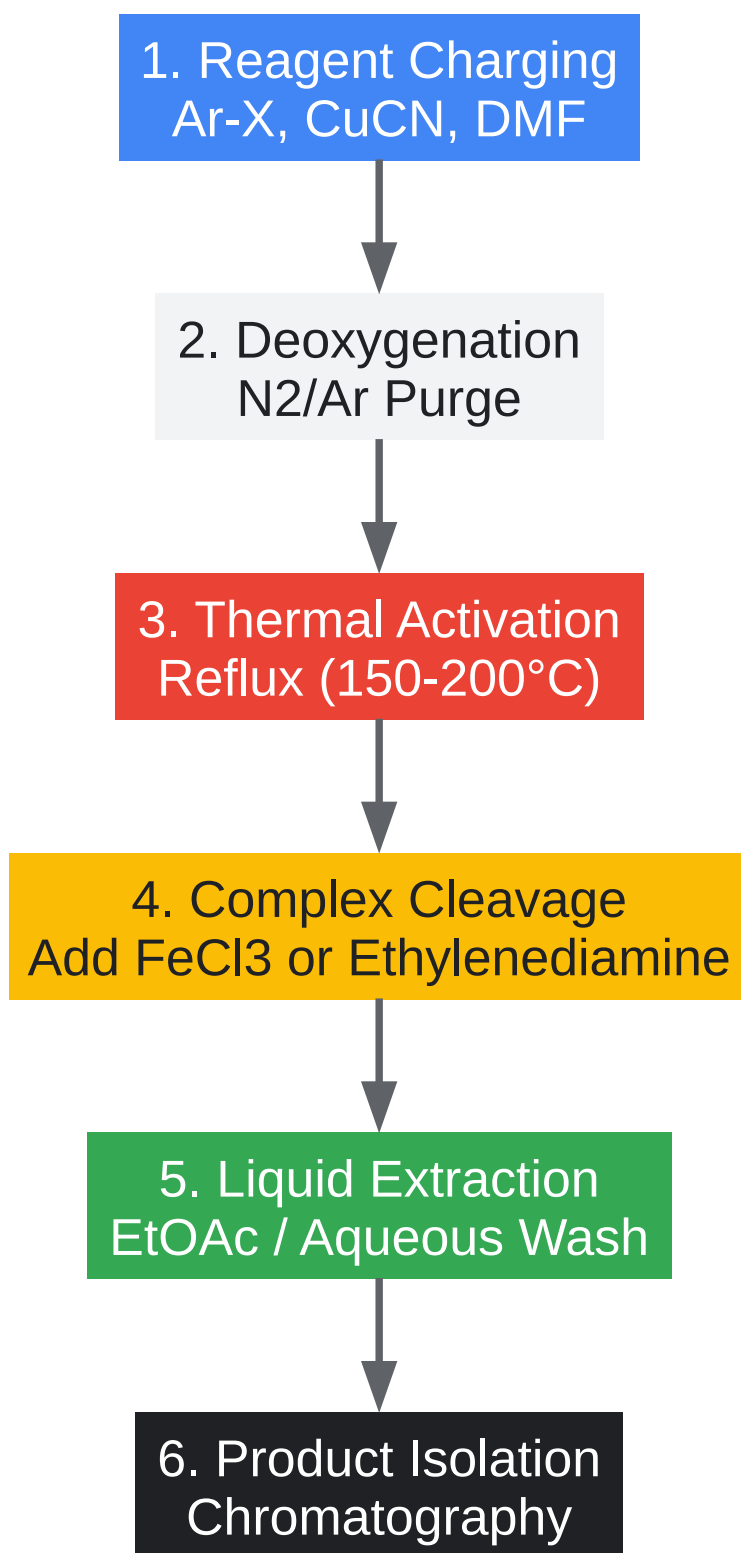 1. Reagent Charging
Ar-X, CuCN, DMF
2. Deoxygenation
N2/Ar Purge
3. Thermal Activation
Reflux (150-200°C)
4. Complex Cleavage
Add FeCl3 or Ethylenediamine
5. Liquid Extraction
EtOAc / Aqueous Wash
6. Product Isolation
Chromatography